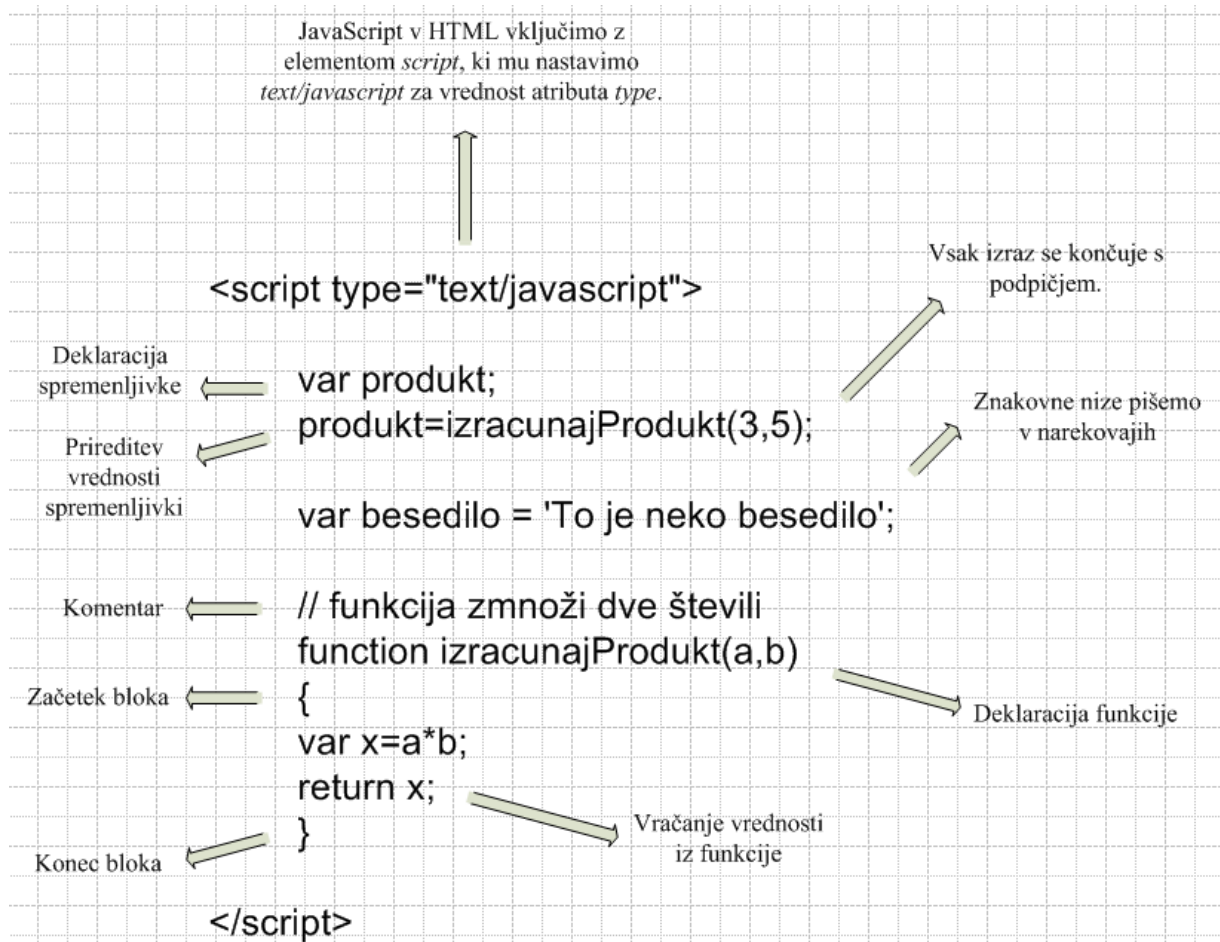 JavaScript v HTML vključimo z
elementom script, ki mu nastavimo
text/javascript za vrednost atributa type.
Vsak izraz se končuje s
podpičjem.
<script type="text/javascript">
Deklaracija
spremenljivke
var produkt;
produkt=izracunajProdukt(3,5);
Znakovne nize pišemo
v narekovajih
Prireditev
vrednosti
spremenljivki
var besedilo = 'To je neko besedilo';
Komentar
// funkcija zmnoži dve števili
function izracunajProdukt(a,b)
Začetek bloka
{
Deklaracija funkcije
var x=a*b;
return x;
Vračanje vrednosti
iz funkcije
}
Konec bloka
</script>